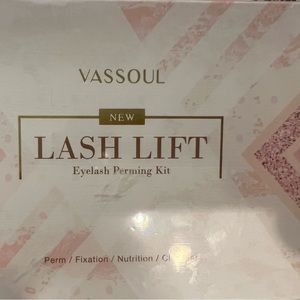 VASSOUL
NEW
LASH LIFT
Eyelash Perming Kit
Perm / Fixation / Nutrition /